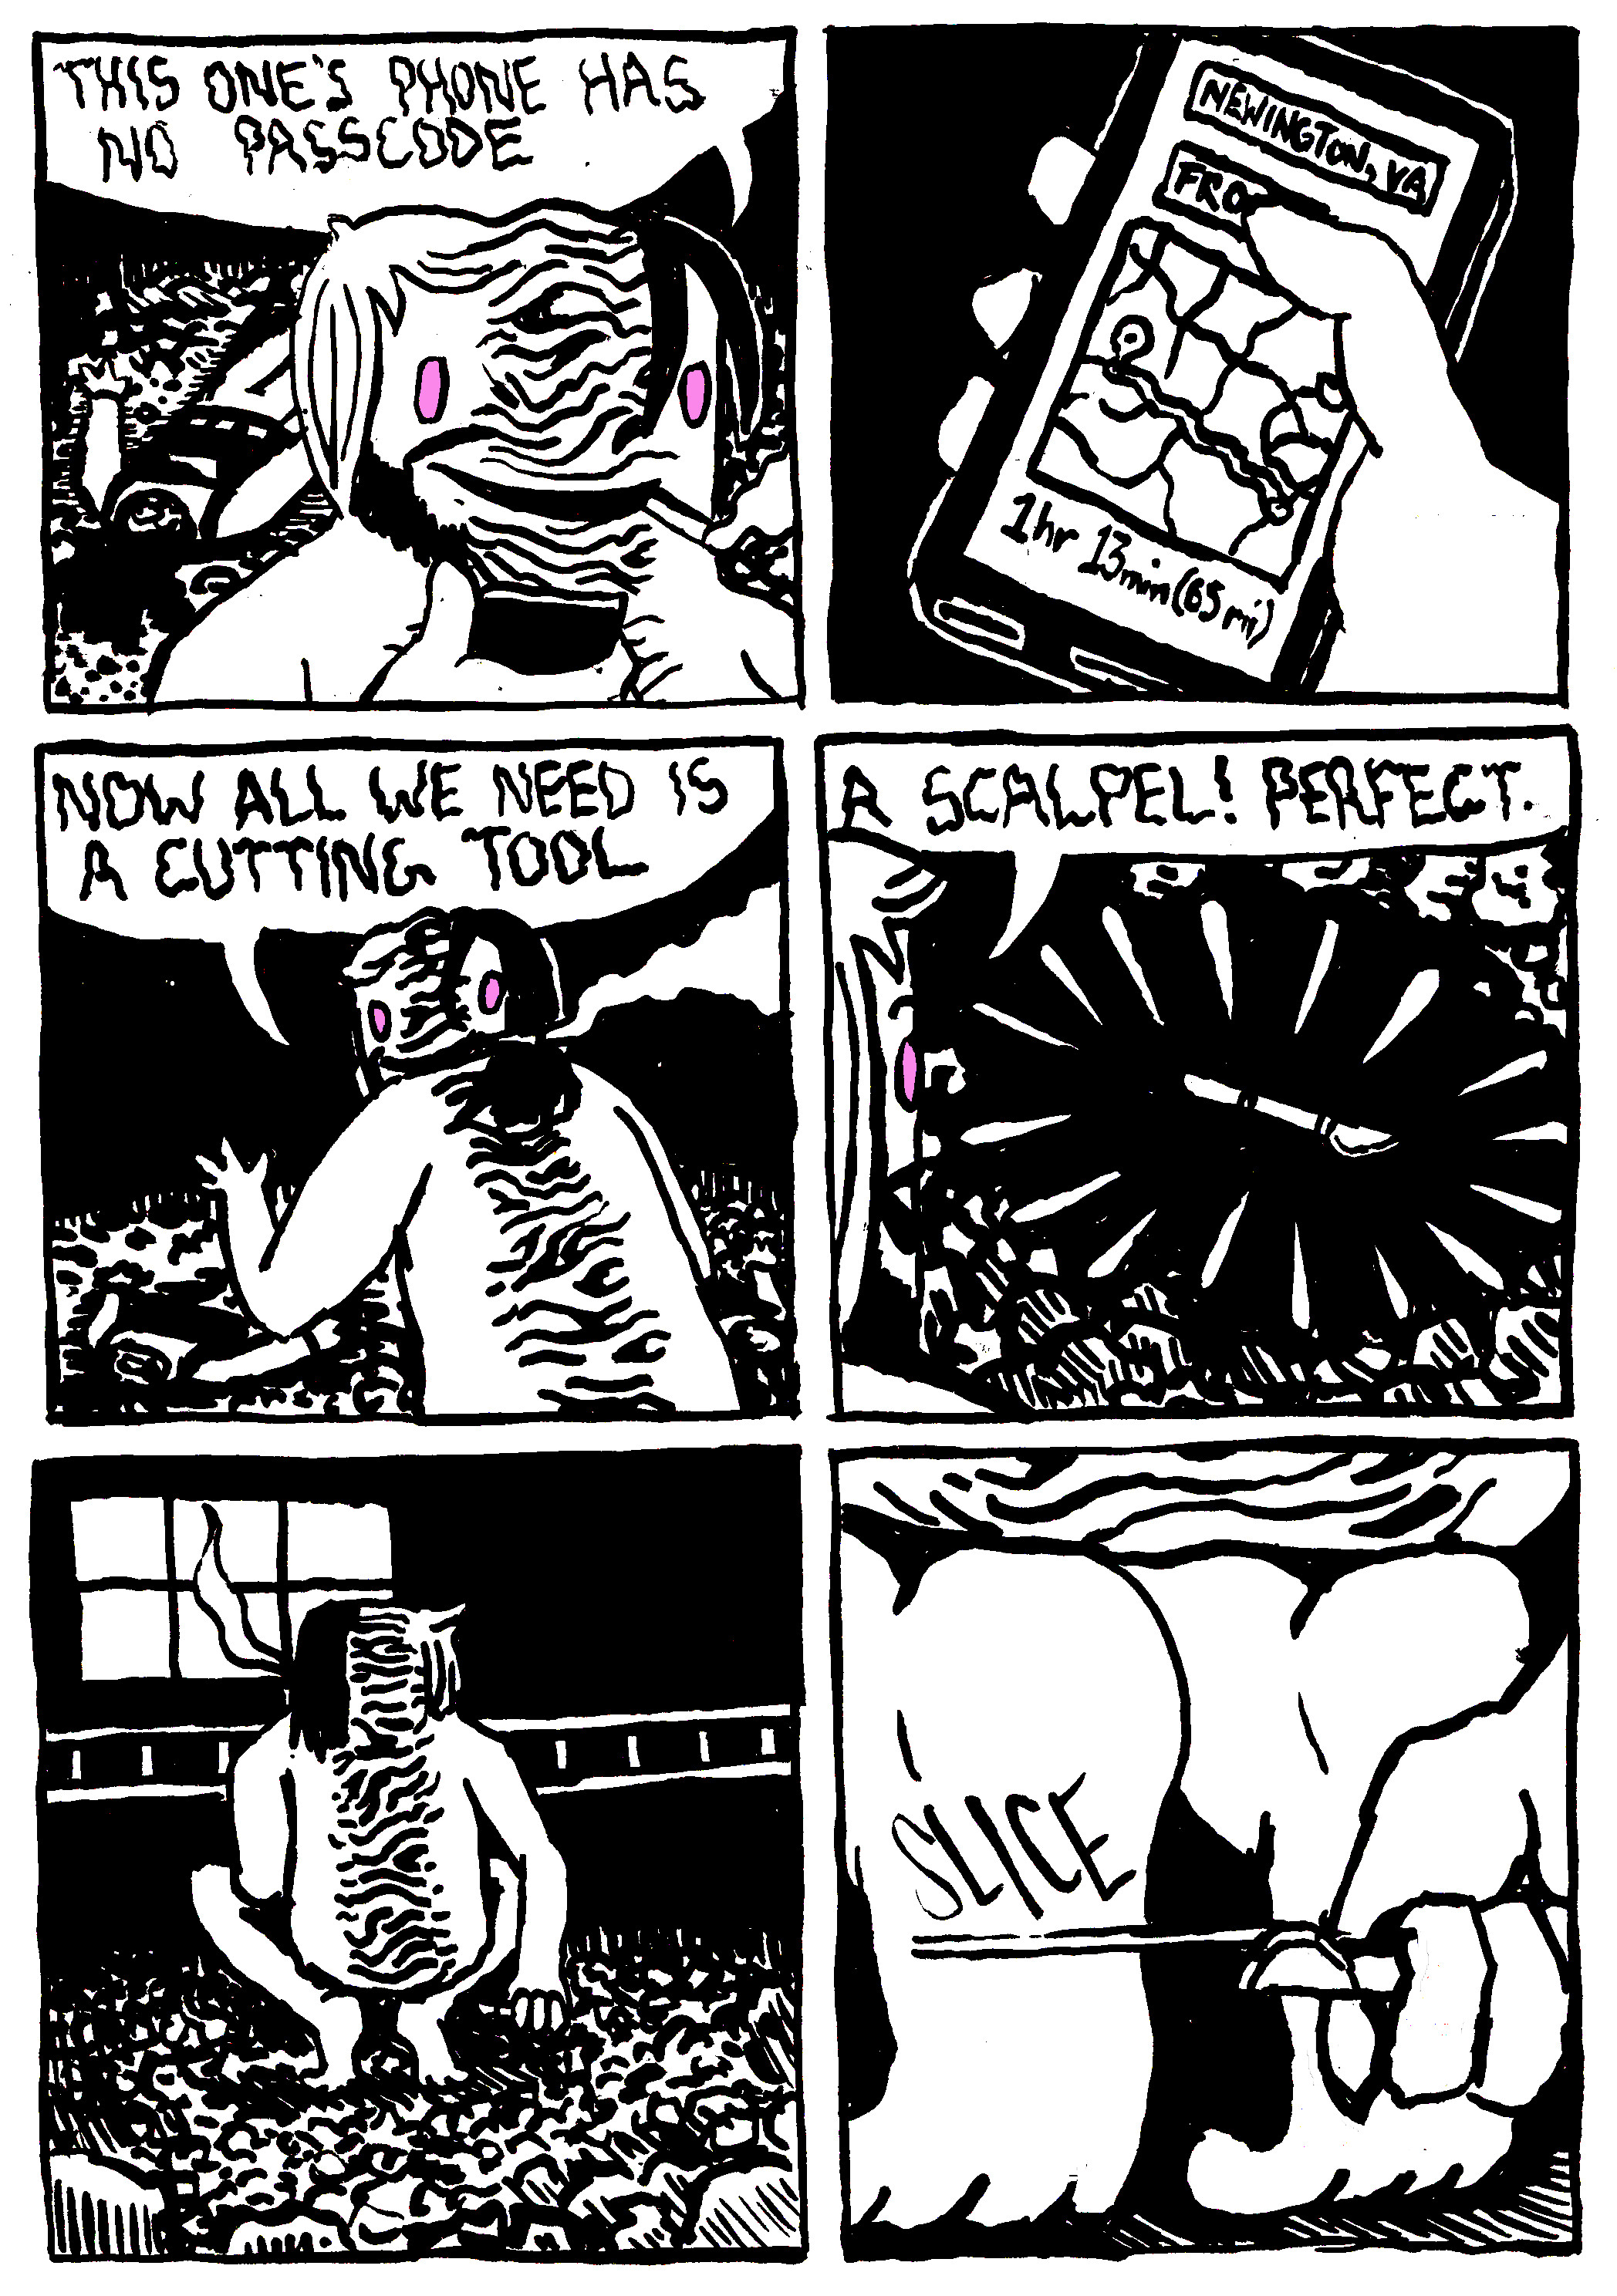 THIS ONE'S PHONE HAS
NO PASSCODE
NEWINGTON, VA
FRO
1hr 13min (65 mi)
NOW ALL WE NEED IS
A CUTTING TOOL
A SCALPEL! PERFECT.
SLICE